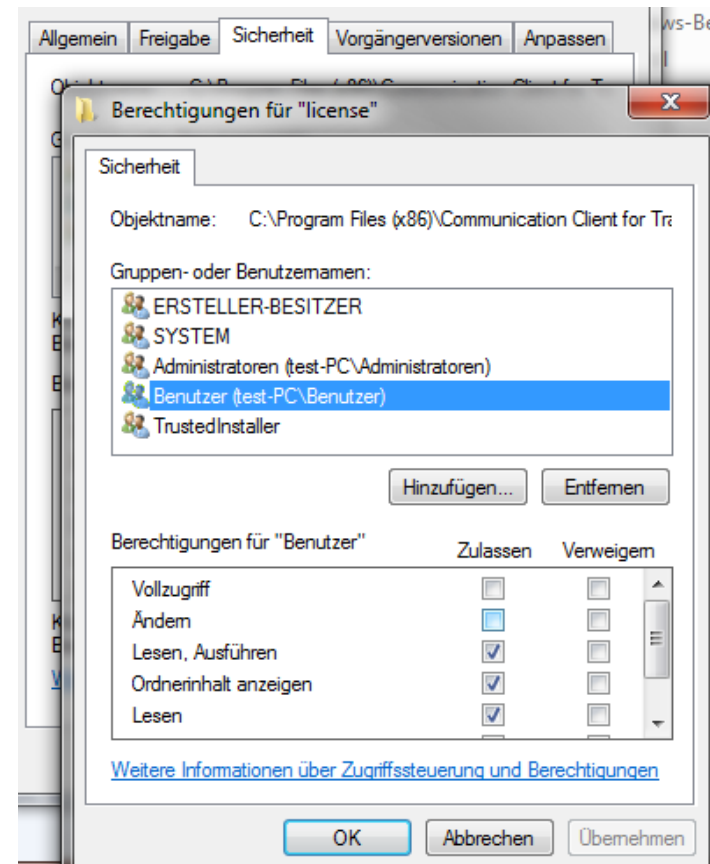 Allgemein Freigabe Sicherheit Vorgängerversionen Anpassen
Berechtigungen für "license"
Sicherheit
Objektname: C:\Program Files (x86)\Communication Client for Tra
Gruppen- oder Benutzernamen:
ERSTELLER-BESITZER
SYSTEM
Administratoren (test-PC\Administratoren)
Benutzer (test-PC\Benutzer)
TrustedInstaller
Hinzufügen... Entfernen
Berechtigungen für "Benutzer" Zulassen Verweigern
Vollzugriff
Ändern
Lesen, Ausführen
Ordnerinhalt anzeigen
Lesen
Weitere Informationen über Zugriffssteuerung und Berechtigungen
OK Abbrechen Übernehmen